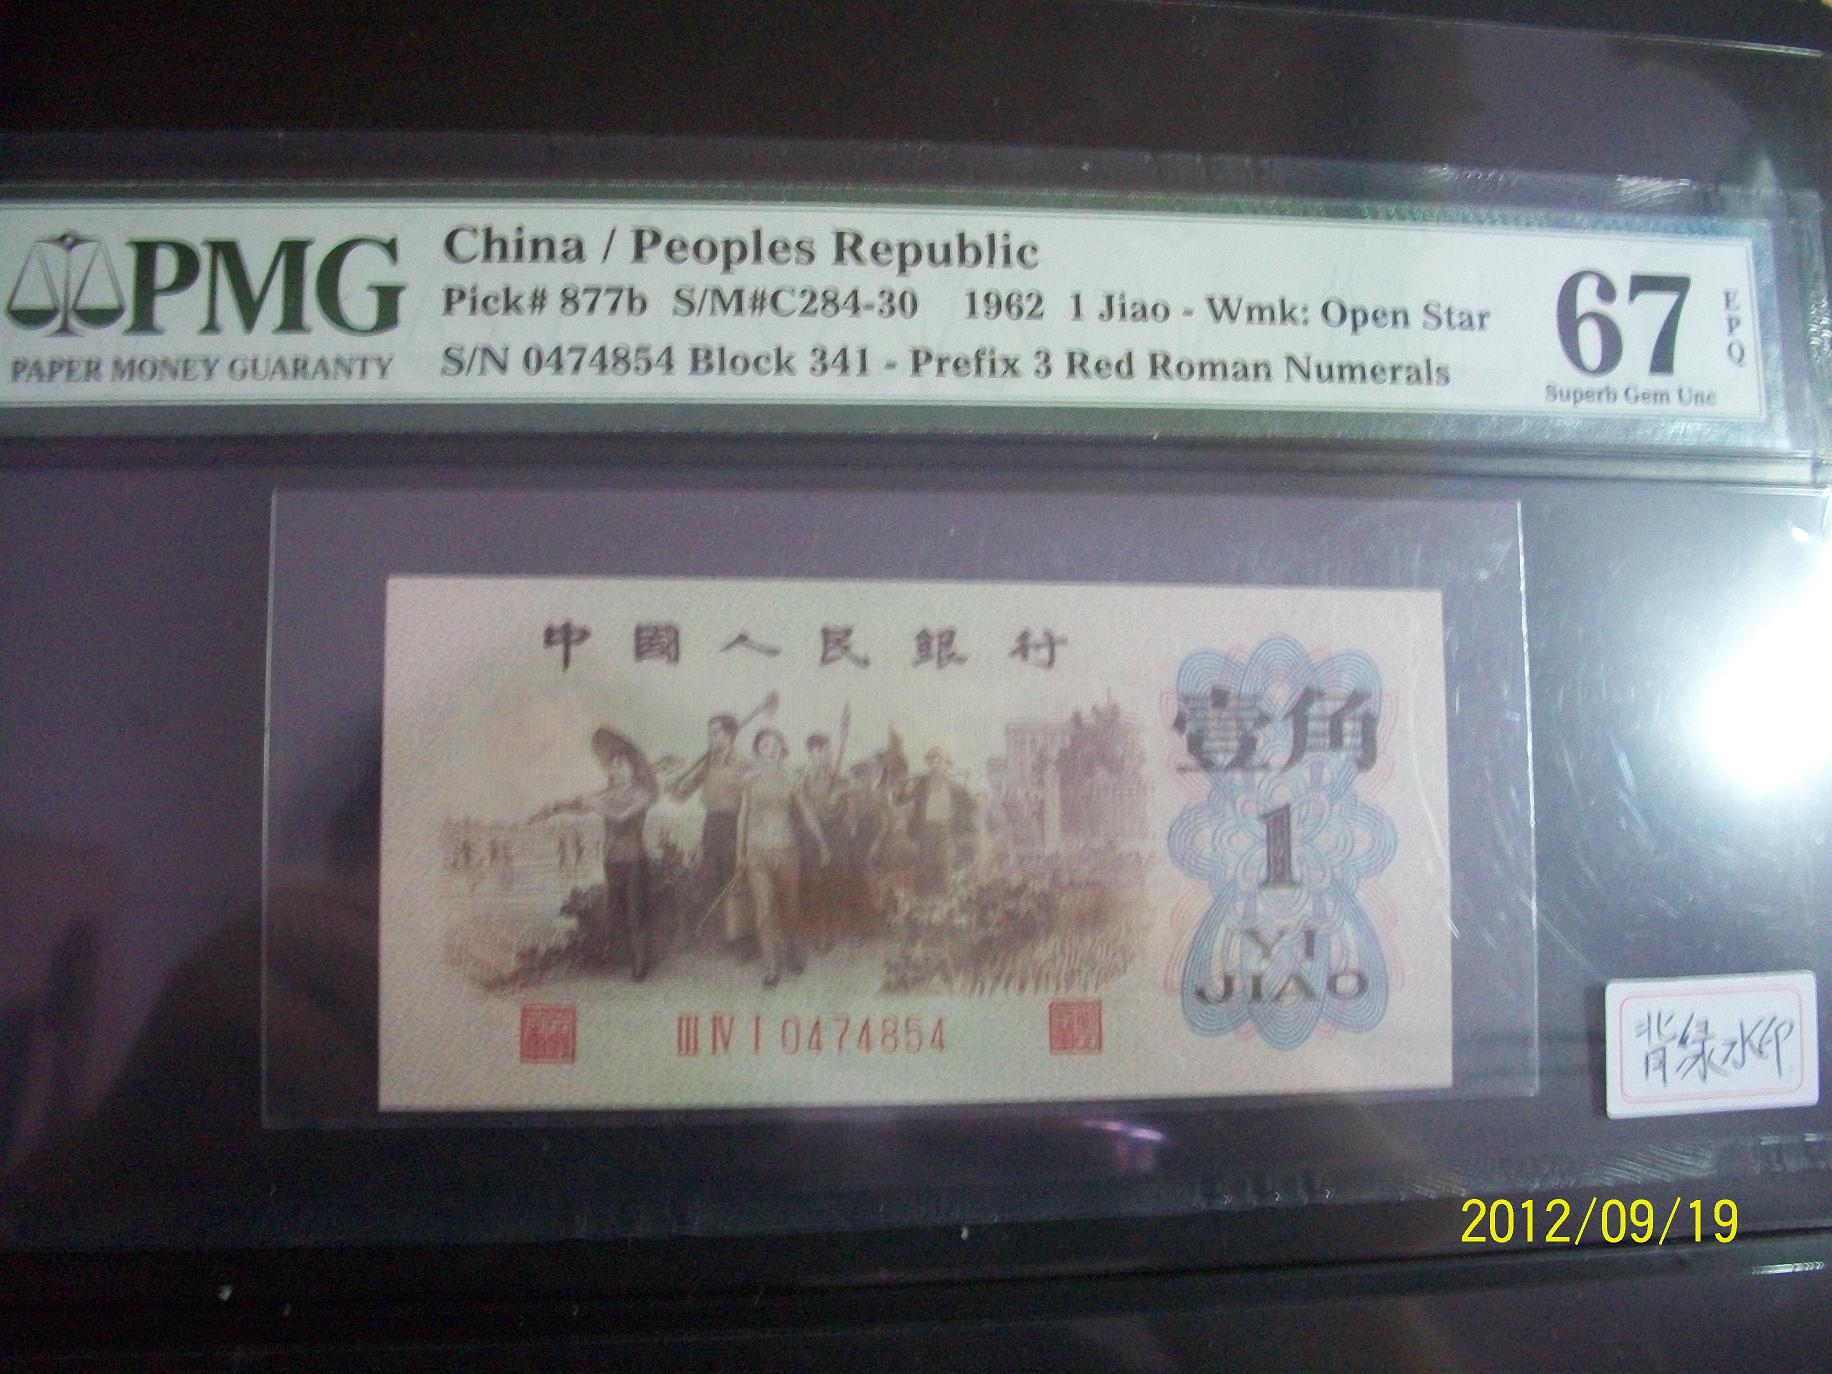 PMG
PAPER MONEY GUARANTY
China / Peoples Republic
Pick# 877b S/M#C284-30 1962 1 Jiao - Wmk: Open Star
S/N 0474854 Block 341 - Prefix 3 Red Roman Numerals
67
EPQ
Superb Gem Unc
中國人民銀行
壹角
1
YI
JIAO
III IV I 0474854
背绿水印
2012/09/19